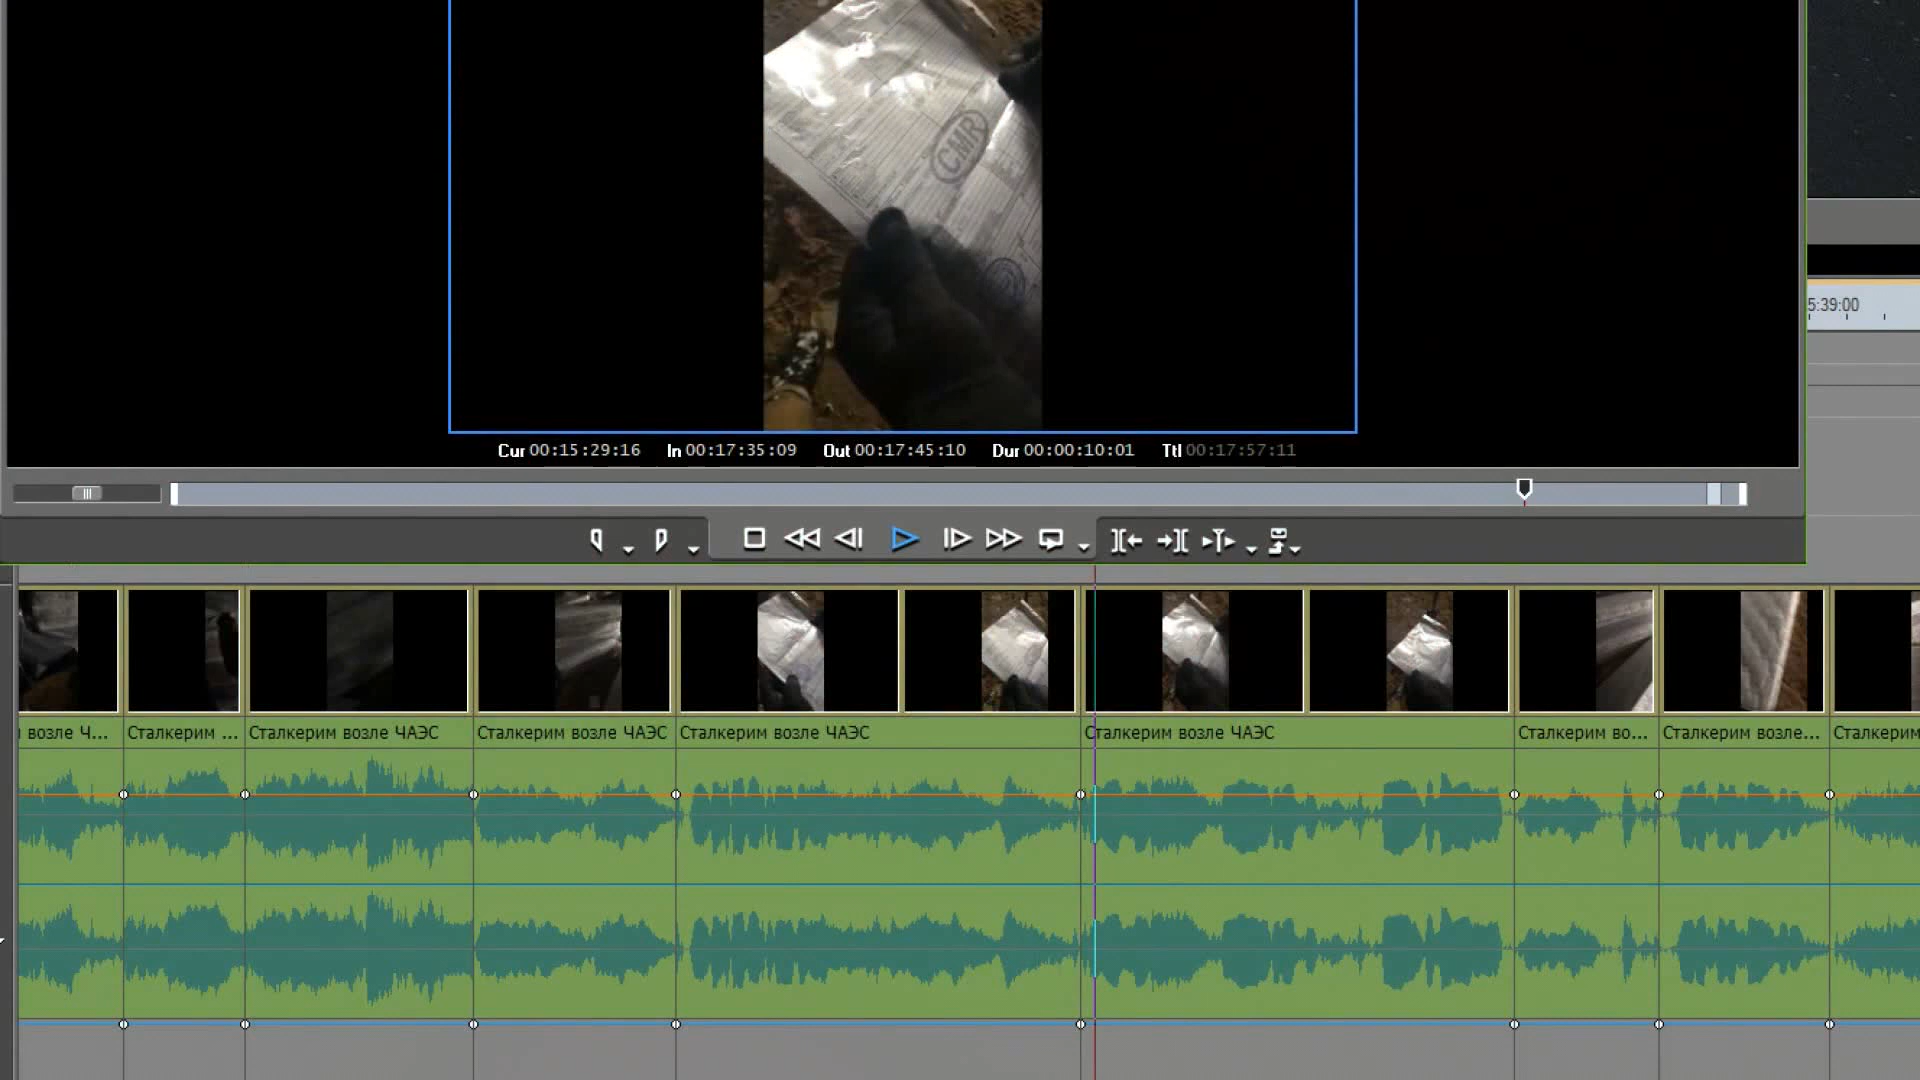 CMR
5:39:00
Cur 00:15:29:16 In 00:17:35:09 Out 00:17:45:10 Dur 00:00:10:01 Ttl 00:17:57:11
возле Ч... Сталкерим ... Сталкерим возле ЧАЭС Сталкерим возле ЧАЭС Сталкерим возле ЧАЭС Сталкерим возле ЧАЭС Сталкерим во... Сталкерим возле... Сталкерим